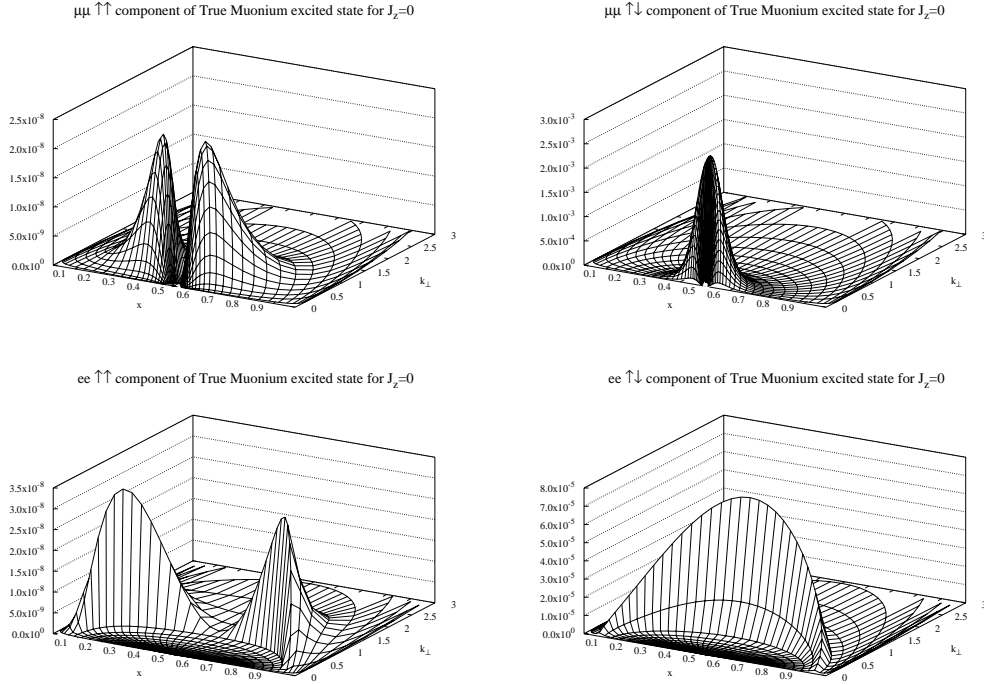 μμ ↑↑ component of True Muonium excited state for J_z=0
2.5x10^-8
2.0x10^-8
1.5x10^-8
1.0x10^-8
5.0x10^-9
0.0x10^0
0.1 0.2 0.3 0.4 0.5 0.6 0.7 0.8 0.9
x
0 0.5 1 1.5 2 2.5 3
k_⊥
μμ ↑↓ component of True Muonium excited state for J_z=0
3.0x10^-3
2.5x10^-3
2.0x10^-3
1.5x10^-3
1.0x10^-3
5.0x10^-4
0.0x10^0
0.1 0.2 0.3 0.4 0.5 0.6 0.7 0.8 0.9
x
0 0.5 1 1.5 2 2.5 3
k_⊥
ee ↑↑ component of True Muonium excited state for J_z=0
3.5x10^-8
3.0x10^-8
2.5x10^-8
2.0x10^-8
1.5x10^-8
1.0x10^-8
5.0x10^-9
0.0x10^0
0.1 0.2 0.3 0.4 0.5 0.6 0.7 0.8 0.9
x
0 0.5 1 1.5 2 2.5 3
k_⊥
ee ↑↓ component of True Muonium excited state for J_z=0
8.0x10^-5
7.0x10^-5
6.0x10^-5
5.0x10^-5
4.0x10^-5
3.0x10^-5
2.0x10^-5
1.0x10^-5
0.0x10^0
0.1 0.2 0.3 0.4 0.5 0.6 0.7 0.8 0.9
x
0 0.5 1 1.5 2 2.5 3
k_⊥